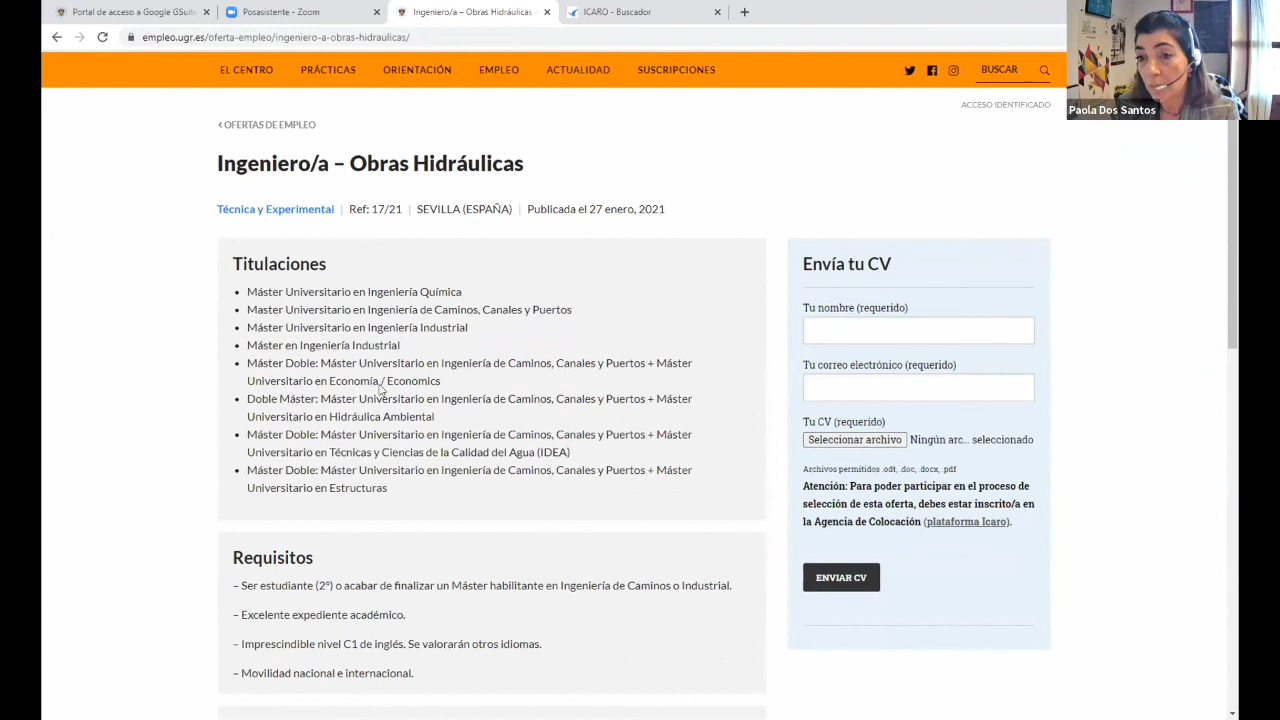 Portal de acceso a Google GSuite
Posasistente - Zoom
Ingeniero/a – Obras Hidráulicas -
ICARO - Buscador
empleo.ugr.es/oferta-empleo/ingeniero-a-obras-hidraulicas/
EL CENTRO PRÁCTICAS ORIENTACIÓN EMPLEO ACTUALIDAD SUSCRIPCIONES BUSCAR
Paola Dos Santos
ACCESO IDENTIFICADO
< OFERTAS DE EMPLEO
Ingeniero/a – Obras Hidráulicas
Técnica y Experimental | Ref: 17/21 | SEVILLA (ESPAÑA) | Publicada el 27 enero, 2021
Titulaciones
• Máster Universitario en Ingeniería Química
• Master Universitario en Ingeniería de Caminos, Canales y Puertos
• Máster Universitario en Ingeniería Industrial
• Máster en Ingeniería Industrial
• Máster Doble: Máster Universitario en Ingeniería de Caminos, Canales y Puertos + Máster
Universitario en Economía / Economics
• Doble Máster: Máster Universitario en Ingeniería de Caminos, Canales y Puertos + Máster
Universitario en Hidráulica Ambiental
• Máster Doble: Máster Universitario en Ingeniería de Caminos, Canales y Puertos + Máster
Universitario en Técnicas y Ciencias de la Calidad del Agua (IDEA)
• Máster Doble: Máster Universitario en Ingeniería de Caminos, Canales y Puertos + Máster
Universitario en Estructuras
Requisitos
– Ser estudiante (2º) o acabar de finalizar un Máster habilitante en Ingeniería de Caminos o Industrial.
– Excelente expediente académico.
– Imprescindible nivel C1 de inglés. Se valorarán otros idiomas.
– Movilidad nacional e internacional.
Envía tu CV
Tu nombre (requerido)
Tu correo electrónico (requerido)
Tu CV (requerido)
Seleccionar archivo Ningún arc... seleccionado
Archivos permitidos .odt, .doc, .docx, .pdf
Atención: Para poder participar en el proceso de
selección de esta oferta, debes estar inscrito/a en
la Agencia de Colocación (plataforma Icaro).
ENVIAR CV